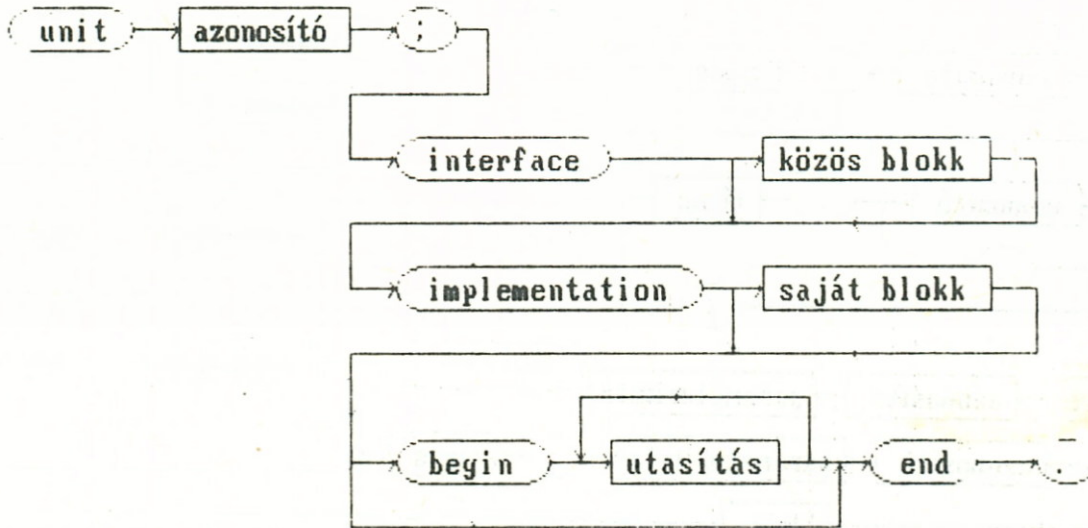 unit azonosító ;
interface közös blokk
implementation saját blokk
begin utasítás end .